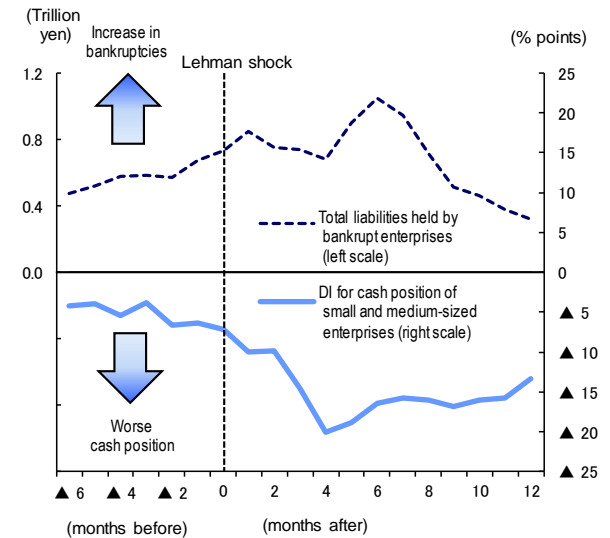 (Trillion
yen)
Increase in
bankruptcies
Lehman shock
(% points)
1.2
0.8
0.4
0.0
25
20
15
10
5
0
▲ 5
▲ 10
▲ 15
▲ 20
▲ 25
Total liabilities held by
bankrupt enterprises
(left scale)
DI for cash position of
small and medium-sized
enterprises (right scale)
Worse
cash position
▲ 6 ▲ 4 ▲ 2 0 2 4 6 8 10 12
(months before) (months after)